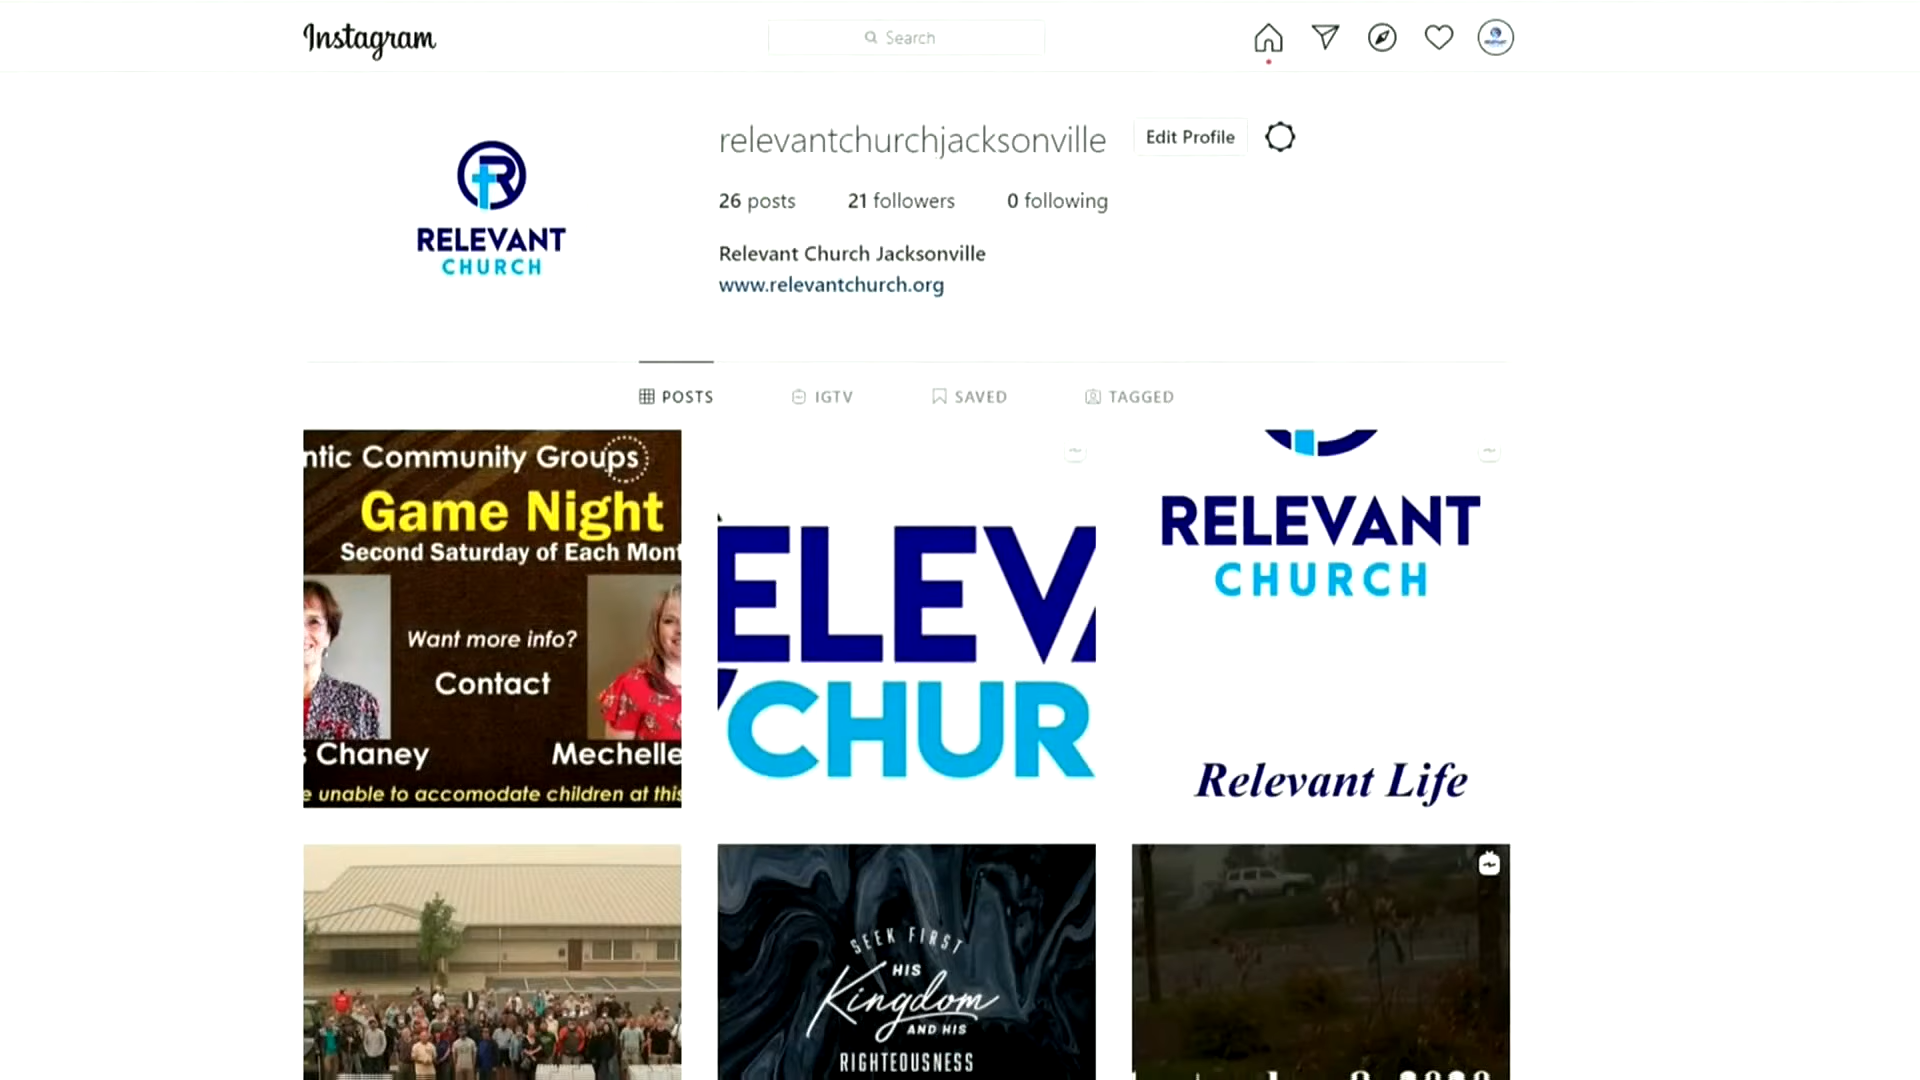 Instagram
Search
relevantchurchjacksonville
Edit Profile
26 posts
21 followers
0 following
RELEVANT
CHURCH
Relevant Church Jacksonville
www.relevantchurch.org
POSTS
IGTV
SAVED
TAGGED
ntic Community Groups
Game Night
Second Saturday of Each Mont
Want more info?
Contact
s Chaney
Mechelle
e unable to accomodate children at this
ELEV
CHUR
RELEVANT
CHURCH
Relevant Life
SEEK FIRST
HIS
Kingdom
AND HIS
RIGHTEOUSNESS